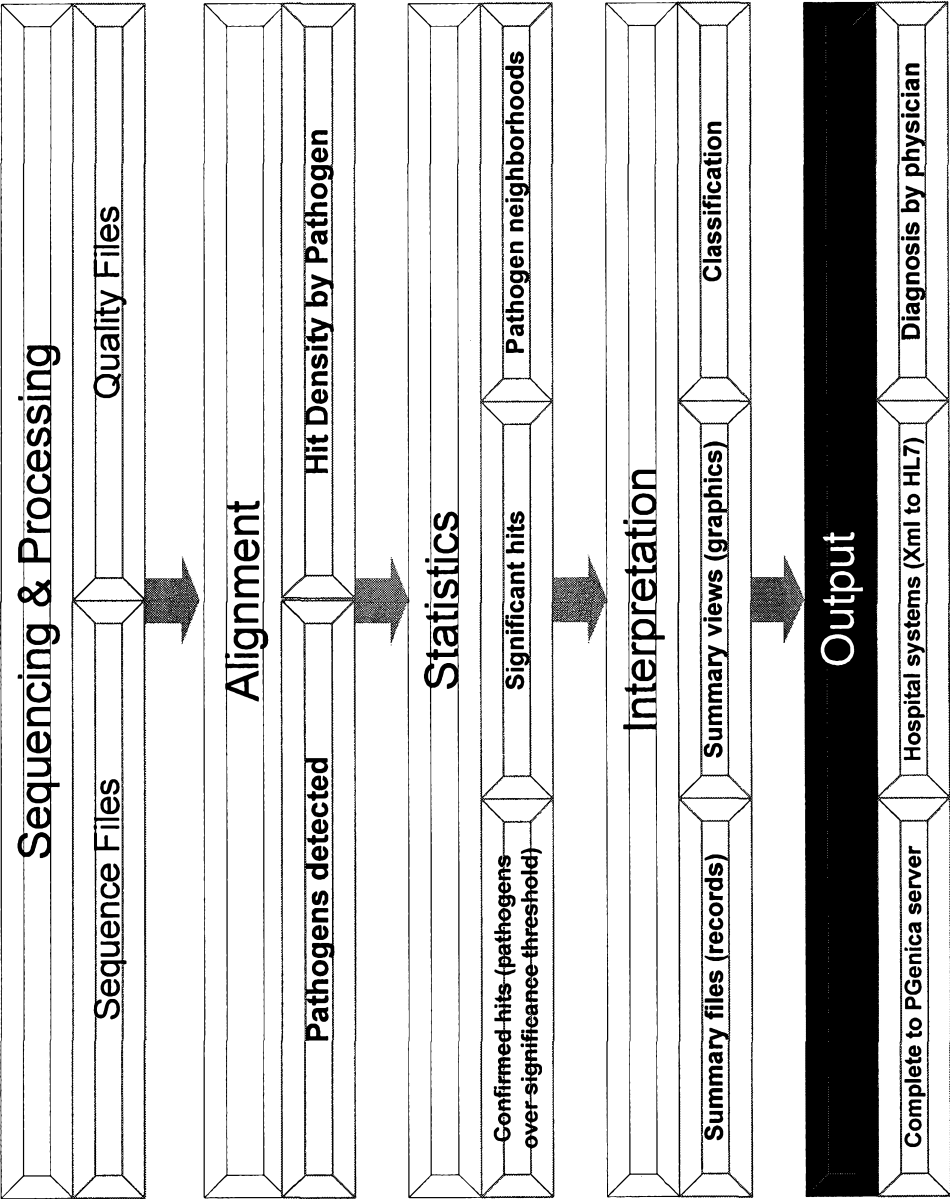 Sequencing & Processing
Sequence Files
Quality Files
Alignment
Pathogens detected
Hit Density by Pathogen
Statistics
Confirmed hits (pathogens
over significance threshold)
Significant hits
Pathogen neighborhoods
Interpretation
Summary files (records)
Summary views (graphics)
Classification
Output
Complete to PGenica server
Hospital systems (Xml to HL7)
Diagnosis by physician